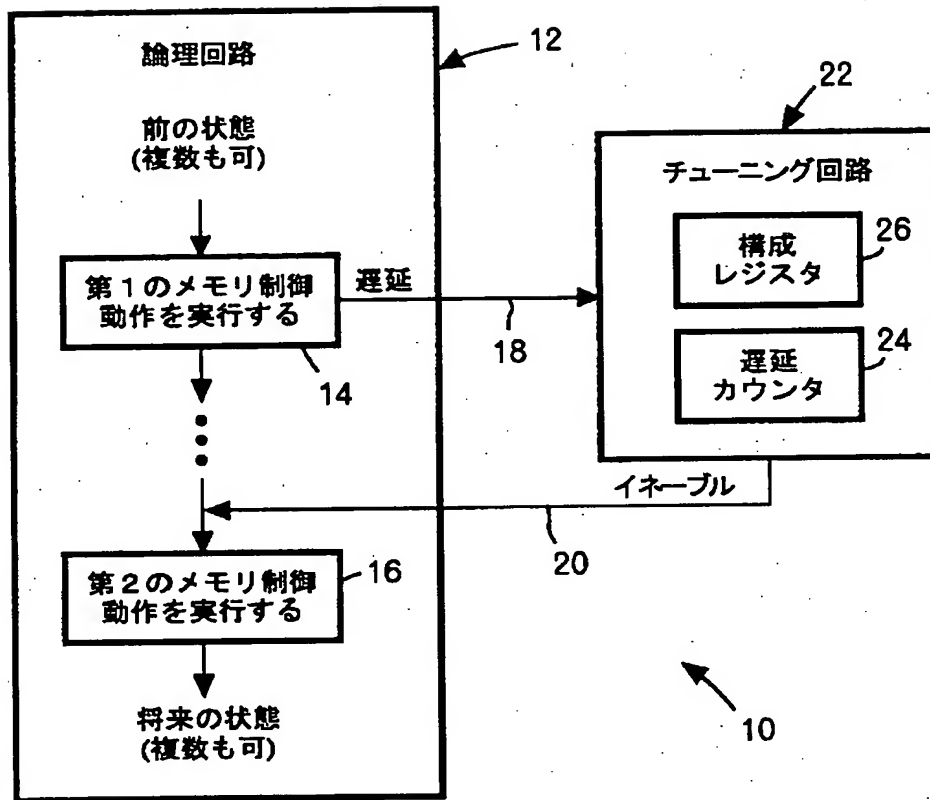 論理回路
12
前の状態
(複数も可)
22
チューニング回路
構成
レジスタ
26
第1のメモリ制御
動作を実行する
遅延
18
14
遅延
カウンタ
24
イネーブル
20
第2のメモリ制御
動作を実行する
16
将来の状態
(複数も可)
10